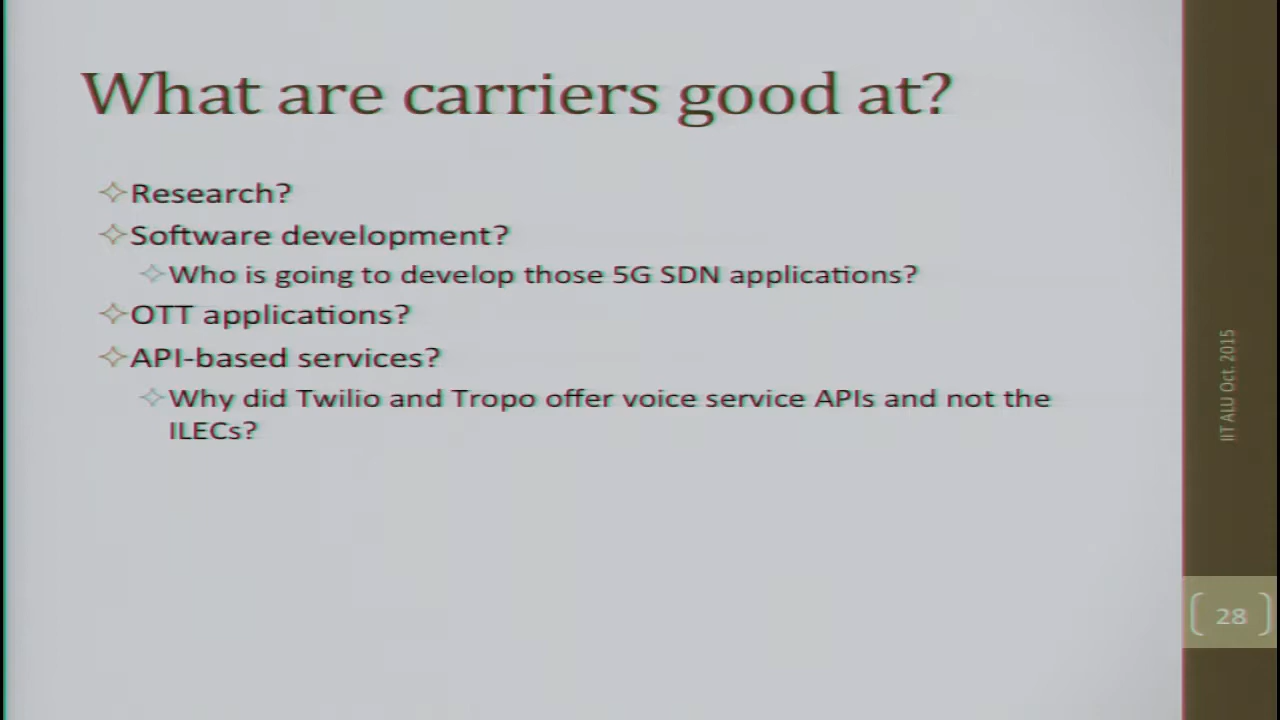 What are carriers good at?
Research?
Software development?
Who is going to develop those 5G SDN applications?
OTT applications?
API-based services?
Why did Twilio and Tropo offer voice service APIs and not the
ILECs?
IIT ALU Oct. 2015
28